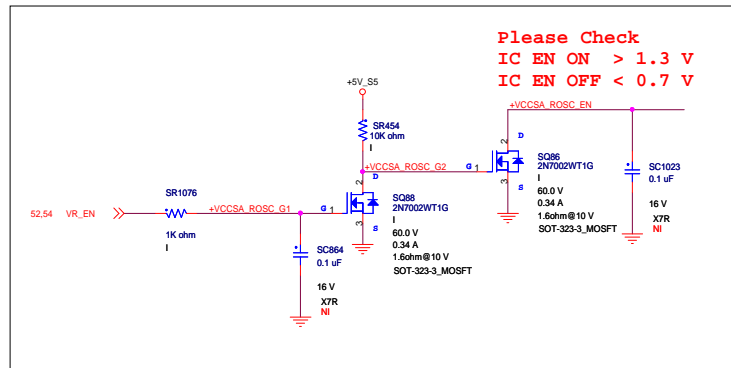 Please Check
IC EN ON > 1.3 V
IC EN OFF < 0.7 V
+5V_S5
SR454
10K ohm
I
+VCCSA_ROSC_EN
2
D
G
1
3
S
SQ86
2N7002WT1G
I
60.0 V
0.34 A
1.6ohm@10 V
SOT-323-3_MOSFT
SC1023
0.1 uF
16 V
X7R
NI
+VCCSA_ROSC_G2
2
D
G
1
3
S
SQ88
2N7002WT1G
I
60.0 V
0.34 A
1.6ohm@10 V
SOT-323-3_MOSFT
52,54 VR_EN
SR1076
1K ohm
I
+VCCSA_ROSC_G1
SC864
0.1 uF
16 V
X7R
NI